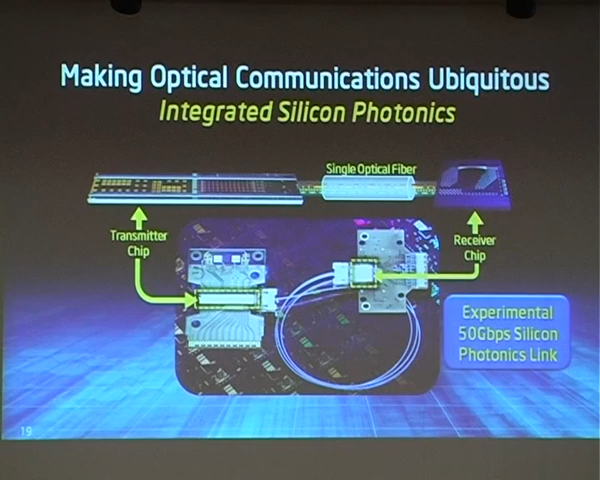 Making Optical Communications Ubiquitous
Integrated Silicon Photonics
Single Optical Fiber
Transmitter
Chip
Receiver
Chip
Experimental
50Gbps Silicon
Photonics Link
19